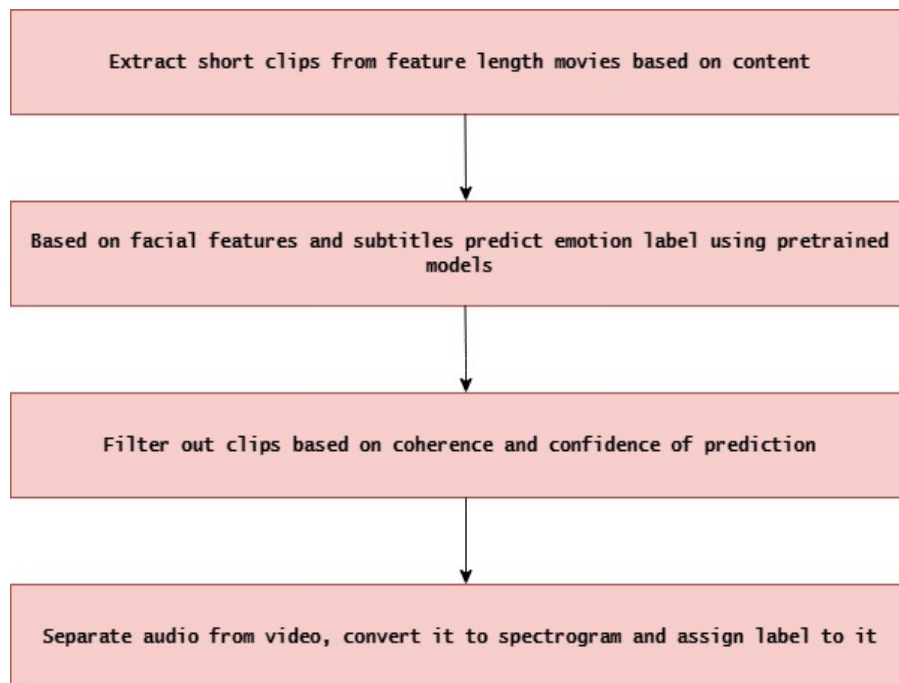 Extract short clips from feature length movies based on content
Based on facial features and subtitles predict emotion label using pretrained
models
Filter out clips based on coherence and confidence of prediction
Separate audio from video, convert it to spectrogram and assign label to it